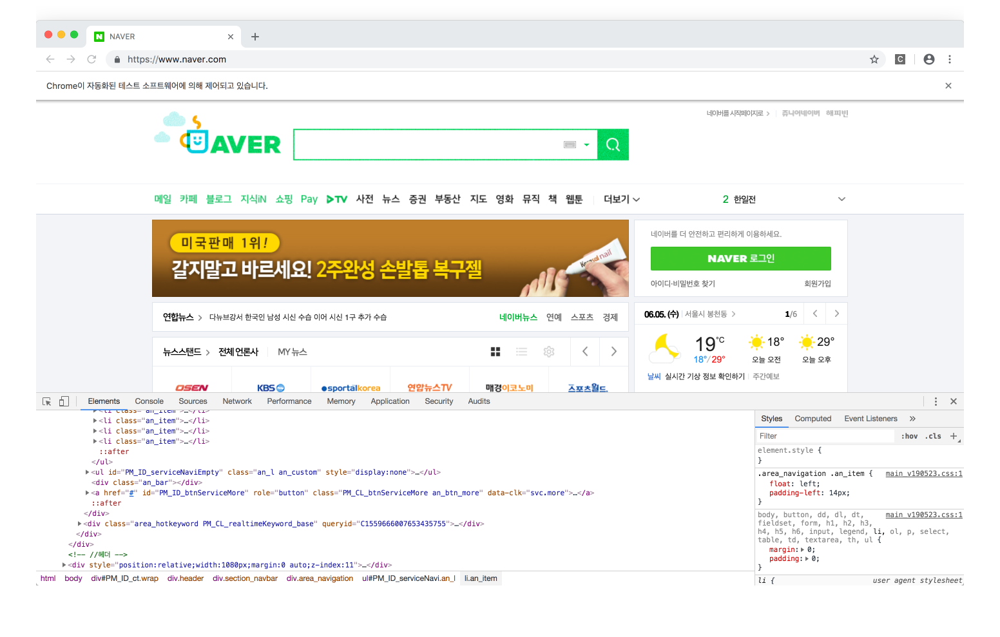 NAVER
https://www.naver.com
Chrome이 자동화된 테스트 소프트웨어에 의해 제어되고 있습니다.
네이버를 시작페이지로 쥬니어네이버 해피빈
AVER
메일 카페 블로그 지식iN 쇼핑 Pay TV 사전 뉴스 증권 부동산 지도 영화 뮤직 책 웹툰 더보기 2 한일전
미국판매 1위!
갈지말고 바르세요! 2주완성 손발톱 복구젤
네이버를 더 안전하고 편리하게 이용하세요.
NAVER 로그인
아이디·비밀번호 찾기 회원가입
연합뉴스 다뉴브강서 한국인 남성 시신 수습 이어 시신 1구 추가 수습 네이버뉴스 연예 스포츠 경제
06.05. (수) 서울시 봉천동 1/6
뉴스스탠드 전체 언론사 MY 뉴스
19°C 18° 29°
18°/29° 오늘 오전 오늘 오후
날씨 실시간 기상 정보 확인하기 주간예보
OSEN KBS sportalkorea 연합뉴스TV 매경이코노미 스포츠월드
Elements Console Sources Network Performance Memory Application Security Audits
<li class="an_item">…</li>
<li class="an_item">…</li>
<li class="an_item">…</li>
<li class="an_item">…</li>
::after
</ul>
<ul id="PM_ID_serviceNaviEmpty" class="an_l an_custom" style="display:none">…</ul>
<div class="an_bar"></div>
<a href="#" id="PM_ID_btnServiceMore" role="button" class="PM_CL_btnServiceMore an_btn_more" data-clk="svc.more">…</a>
::after
</div>
<div class="area_hotkeyword PM_CL_realtimeKeyword_base" queryid="C1559666007653435755">…</div>
</div>
</div>
<!-- //헤더 -->
<div style="position:relative;width:1080px;margin:0 auto;z-index:11">…</div>
html body div#PM_ID_ct.wrap div.header div.section_navbar div.area_navigation ul#PM_ID_serviceNavi.an_l li.an_item
Styles Computed Event Listeners »
Filter :hov .cls +
element.style {
}
.area_navigation .an_item { main_v190523.css:1
float: left;
padding-left: 14px;
}
body, button, dd, dl, dt, main_v190523.css:1
fieldset, form, h1, h2, h3,
h4, h5, h6, input, legend, li, ol, p, select,
table, td, textarea, th, ul {
margin: 0;
padding: 0;
}
li { user agent stylesheet